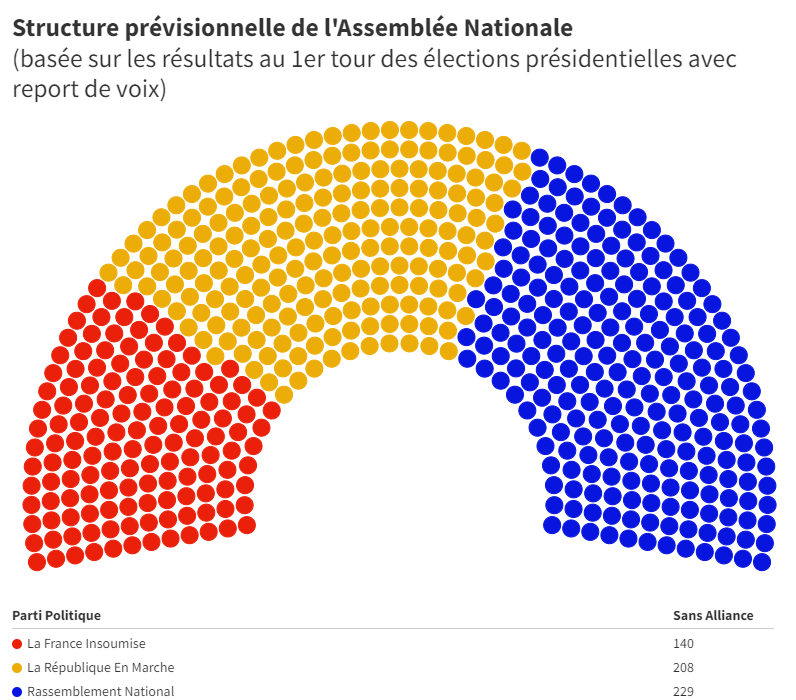 Structure prévisionnelle de l'Assemblée Nationale
(basée sur les résultats au 1er tour des élections présidentielles avec
report de voix)
Parti Politique Sans Alliance
La France Insoumise 140
La République En Marche 208
Rassemblement National 229